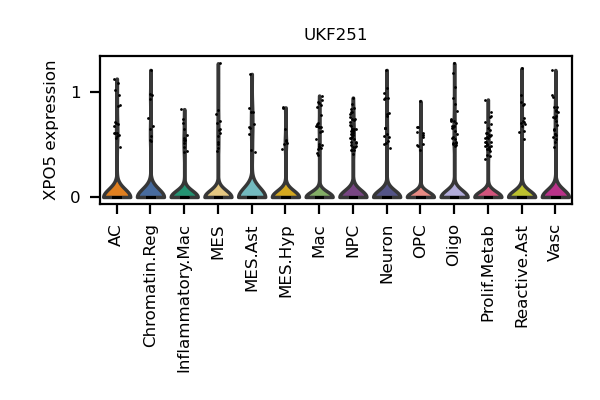 UKF251
XPO5 expression
1
0
AC
Chromatin.Reg
Inflammatory.Mac
MES
MES.Ast
MES.Hyp
Mac
NPC
Neuron
OPC
Oligo
Prolif.Metab
Reactive.Ast
Vasc